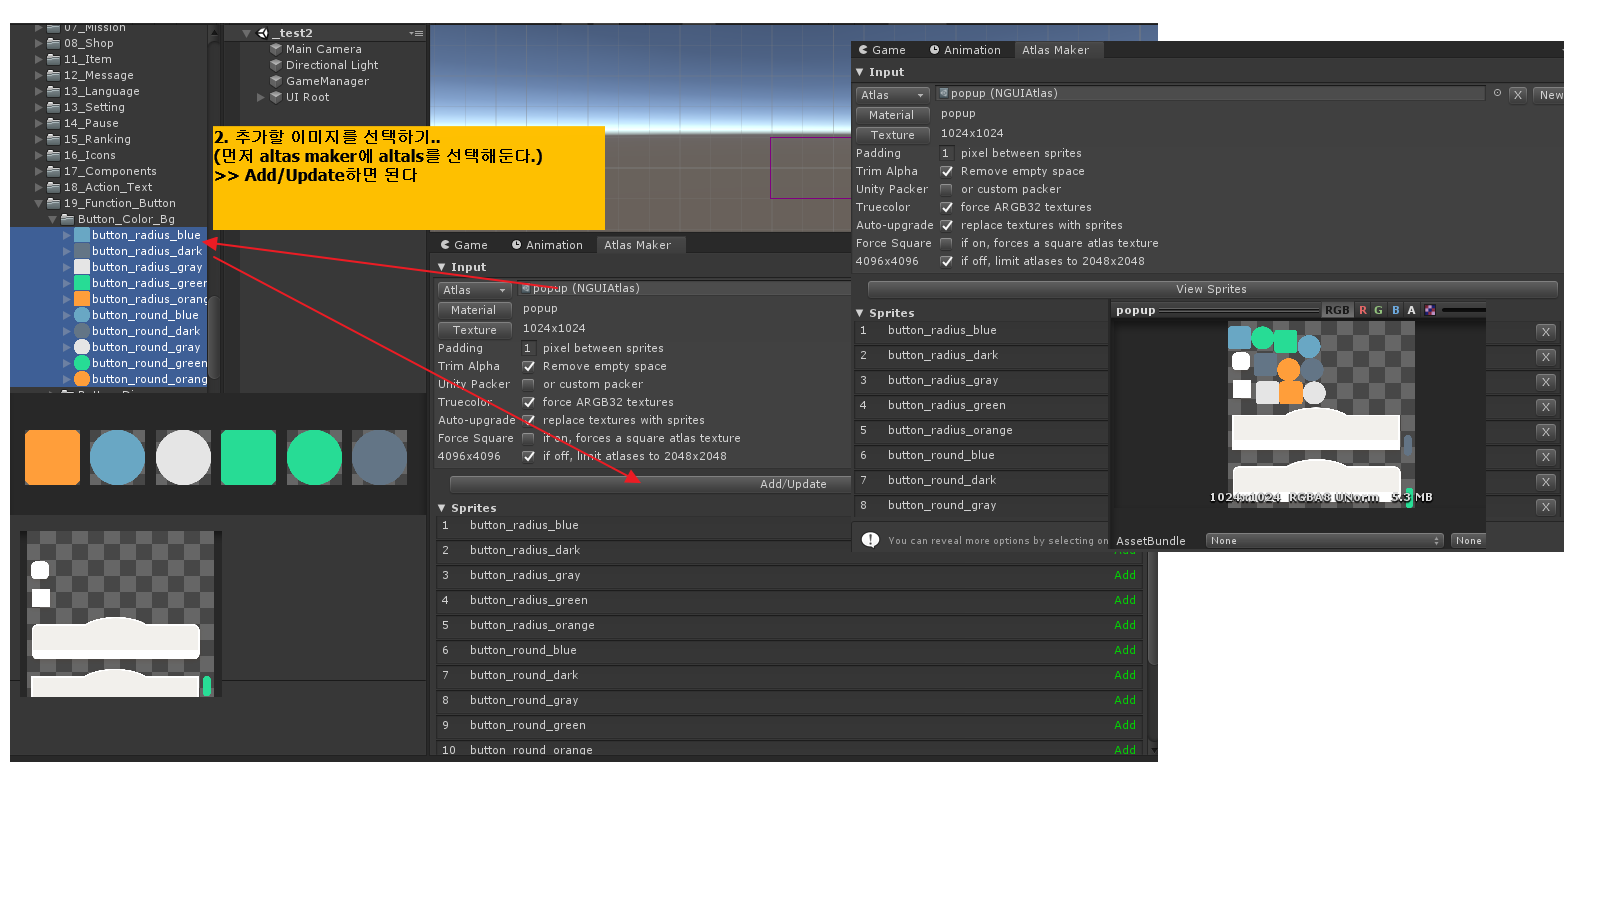 07_Mission
08_Shop
11_Item
12_Message
13_Language
13_Setting
14_Pause
15_Ranking
16_Icons
17_Components
18_Action_Text
19_Function_Button
Button_Color_Bg
button_radius_blue
button_radius_dark
button_radius_gray
button_radius_greer
button_radius_orang
button_round_blue
button_round_dark
button_round_gray
button_round_green
button_round_orang
_test2
Main Camera
Directional Light
GameManager
UI Root
2. 추가할 이미지를 선택하기..
(먼저 altas maker에 altals를 선택해둔다.)
>> Add/Update하면 된다
Game
Animation
Atlas Maker
Input
Atlas
popup (NGUIAtlas)
Material
popup
Texture
1024x1024
Padding 1 pixel between sprites
Trim Alpha Remove empty space
Unity Packer or custom packer
Truecolor force ARGB32 textures
Auto-upgrade replace textures with sprites
Force Square if on, forces a square atlas texture
4096x4096 if off, limit atlases to 2048x2048
Add/Update
Sprites
1 button_radius_blue
2 button_radius_dark
3 button_radius_gray Add
4 button_radius_green Add
5 button_radius_orange Add
6 button_round_blue Add
7 button_round_dark Add
8 button_round_gray Add
9 button_round_green Add
10 button_round_orange Add
Game
Animation
Atlas Maker
Input
Atlas
popup (NGUIAtlas)
X
New
Material
popup
Texture
1024x1024
Padding 1 pixel between sprites
Trim Alpha Remove empty space
Unity Packer or custom packer
Truecolor force ARGB32 textures
Auto-upgrade replace textures with sprites
Force Square if on, forces a square atlas texture
4096x4096 if off, limit atlases to 2048x2048
View Sprites
Sprites
1 button_radius_blue X
2 button_radius_dark X
3 button_radius_gray X
4 button_radius_green X
5 button_radius_orange X
6 button_round_blue X
7 button_round_dark X
8 button_round_gray X
You can reveal more options by selecting on
popup RGB R G B A
1024x1024 RGBA8 UNorm 5.3 MB
AssetBundle None None